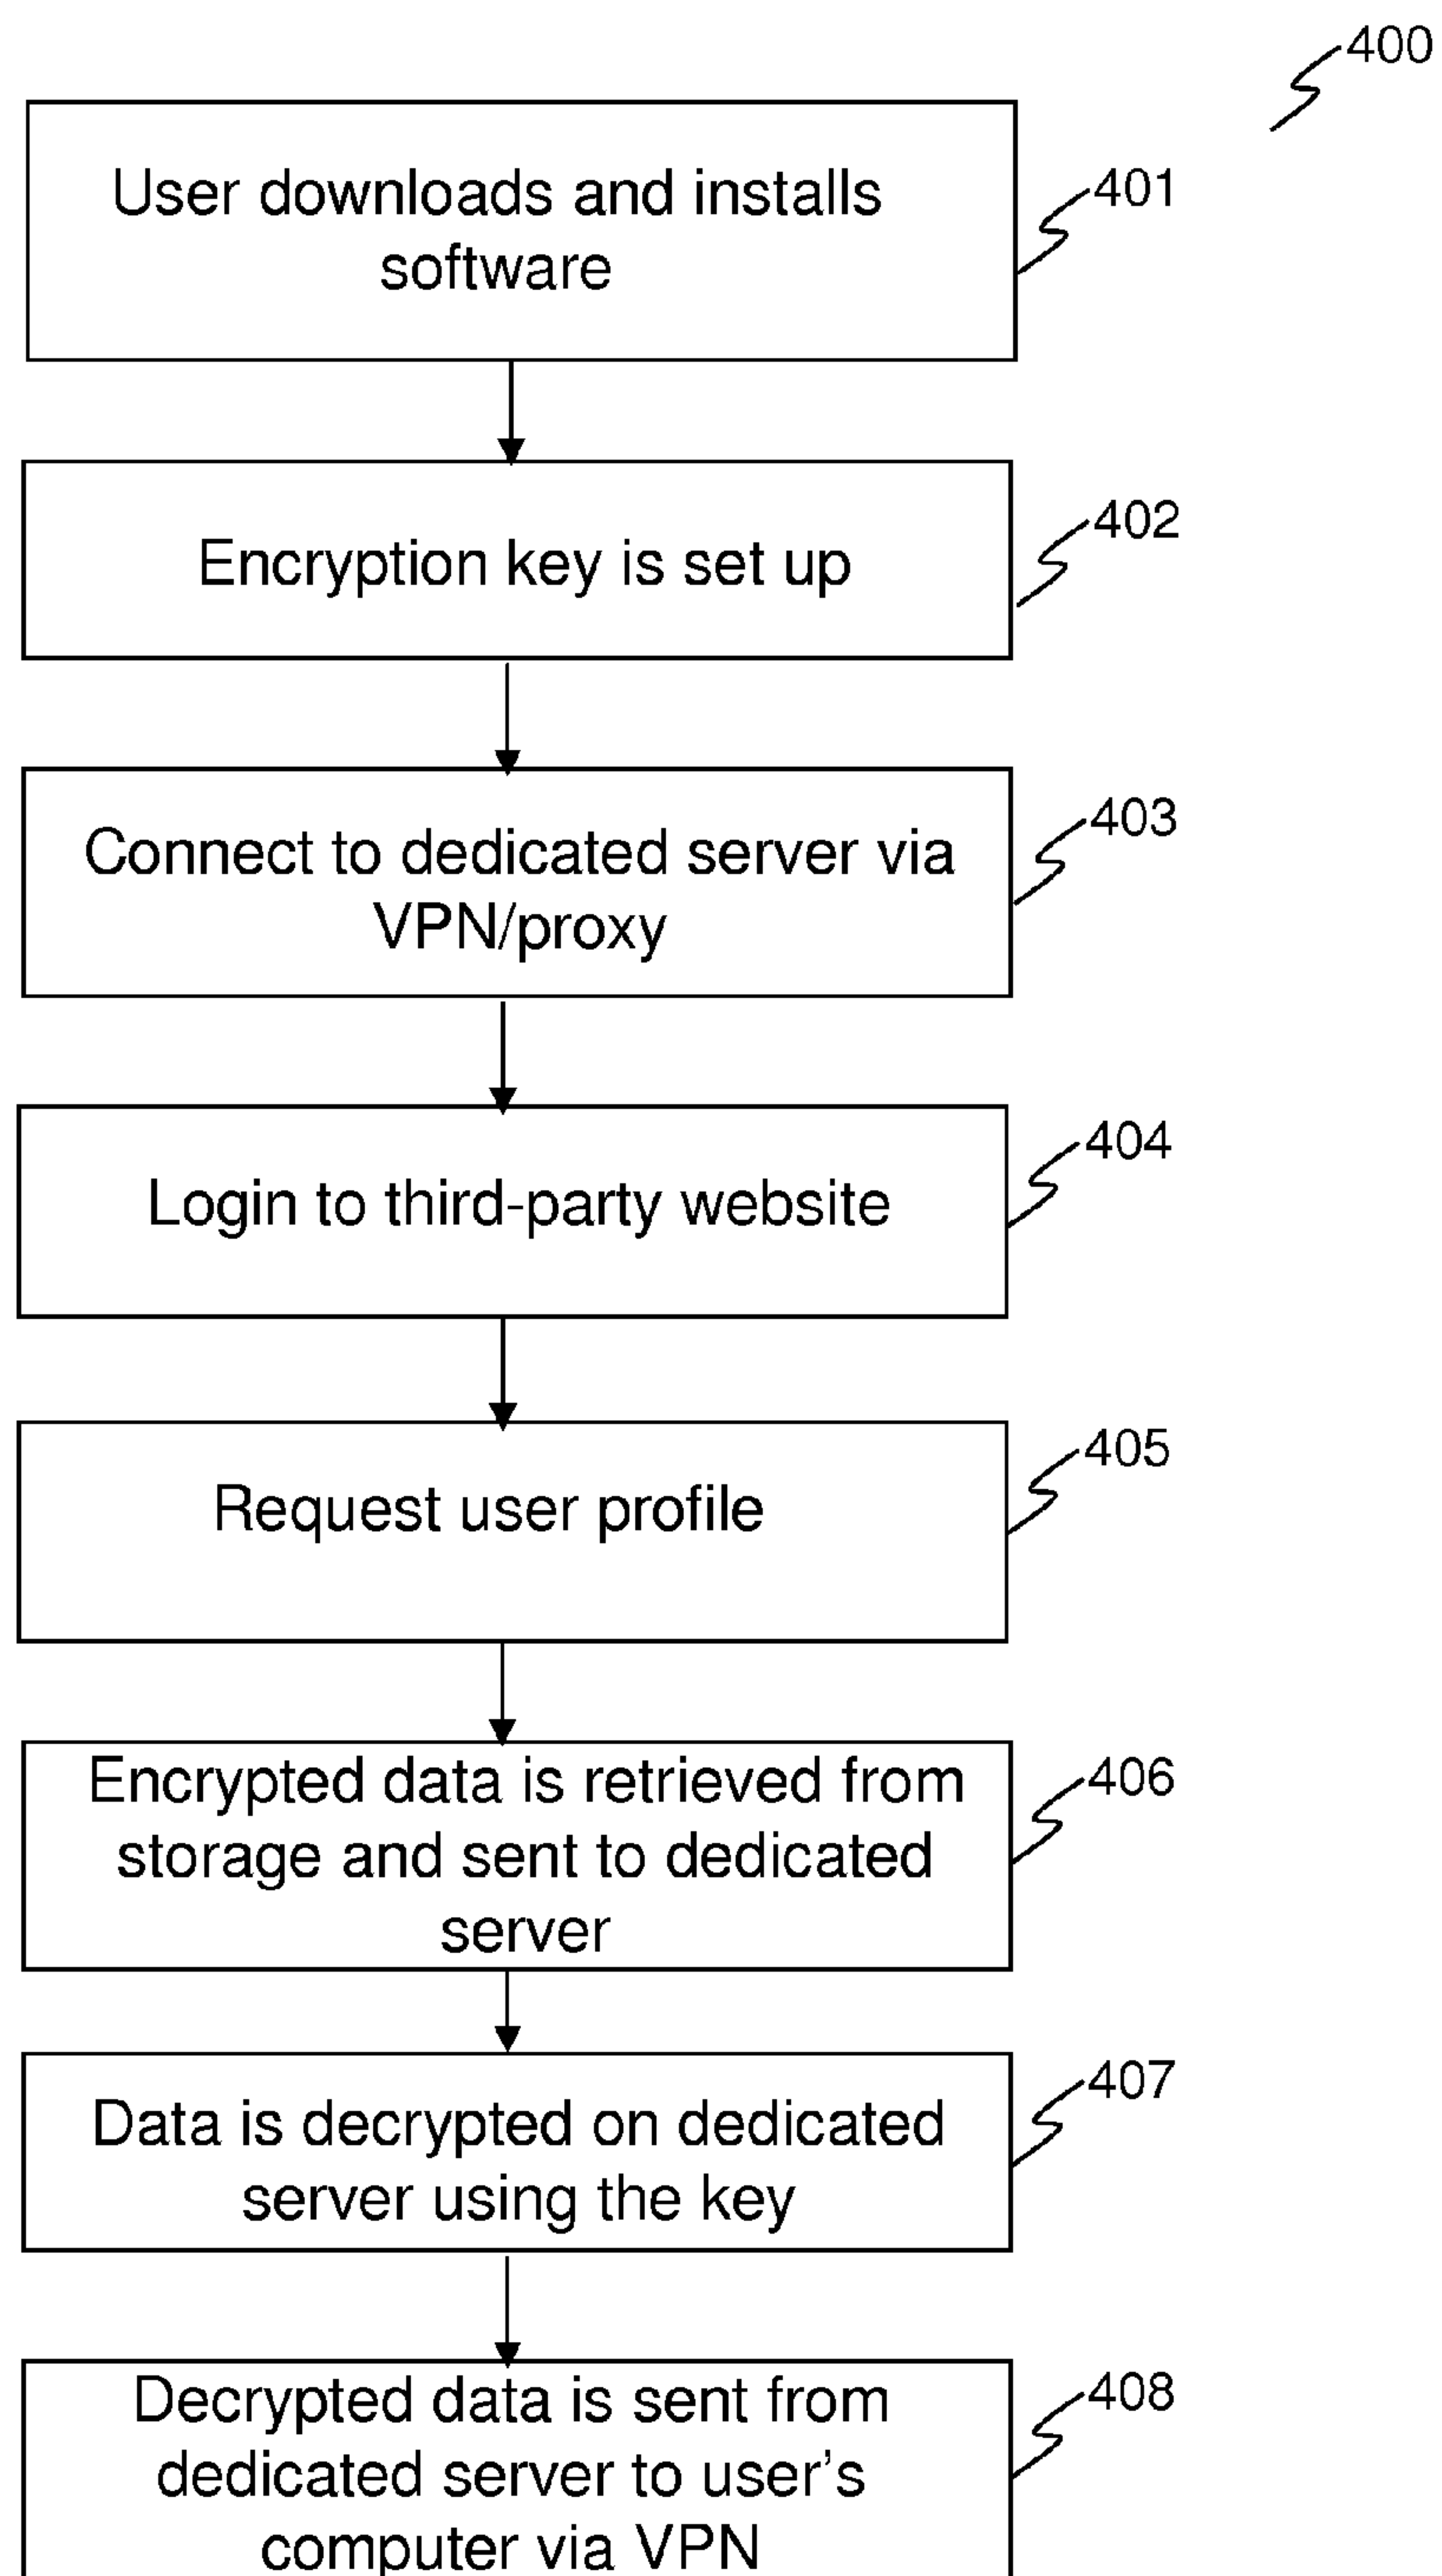 400
User downloads and installs
software
401
Encryption key is set up
402
Connect to dedicated server via
VPN/proxy
403
Login to third-party website
404
Request user profile
405
Encrypted data is retrieved from
storage and sent to dedicated
server
406
Data is decrypted on dedicated
server using the key
407
Decrypted data is sent from
dedicated server to user's
computer via VPN
408